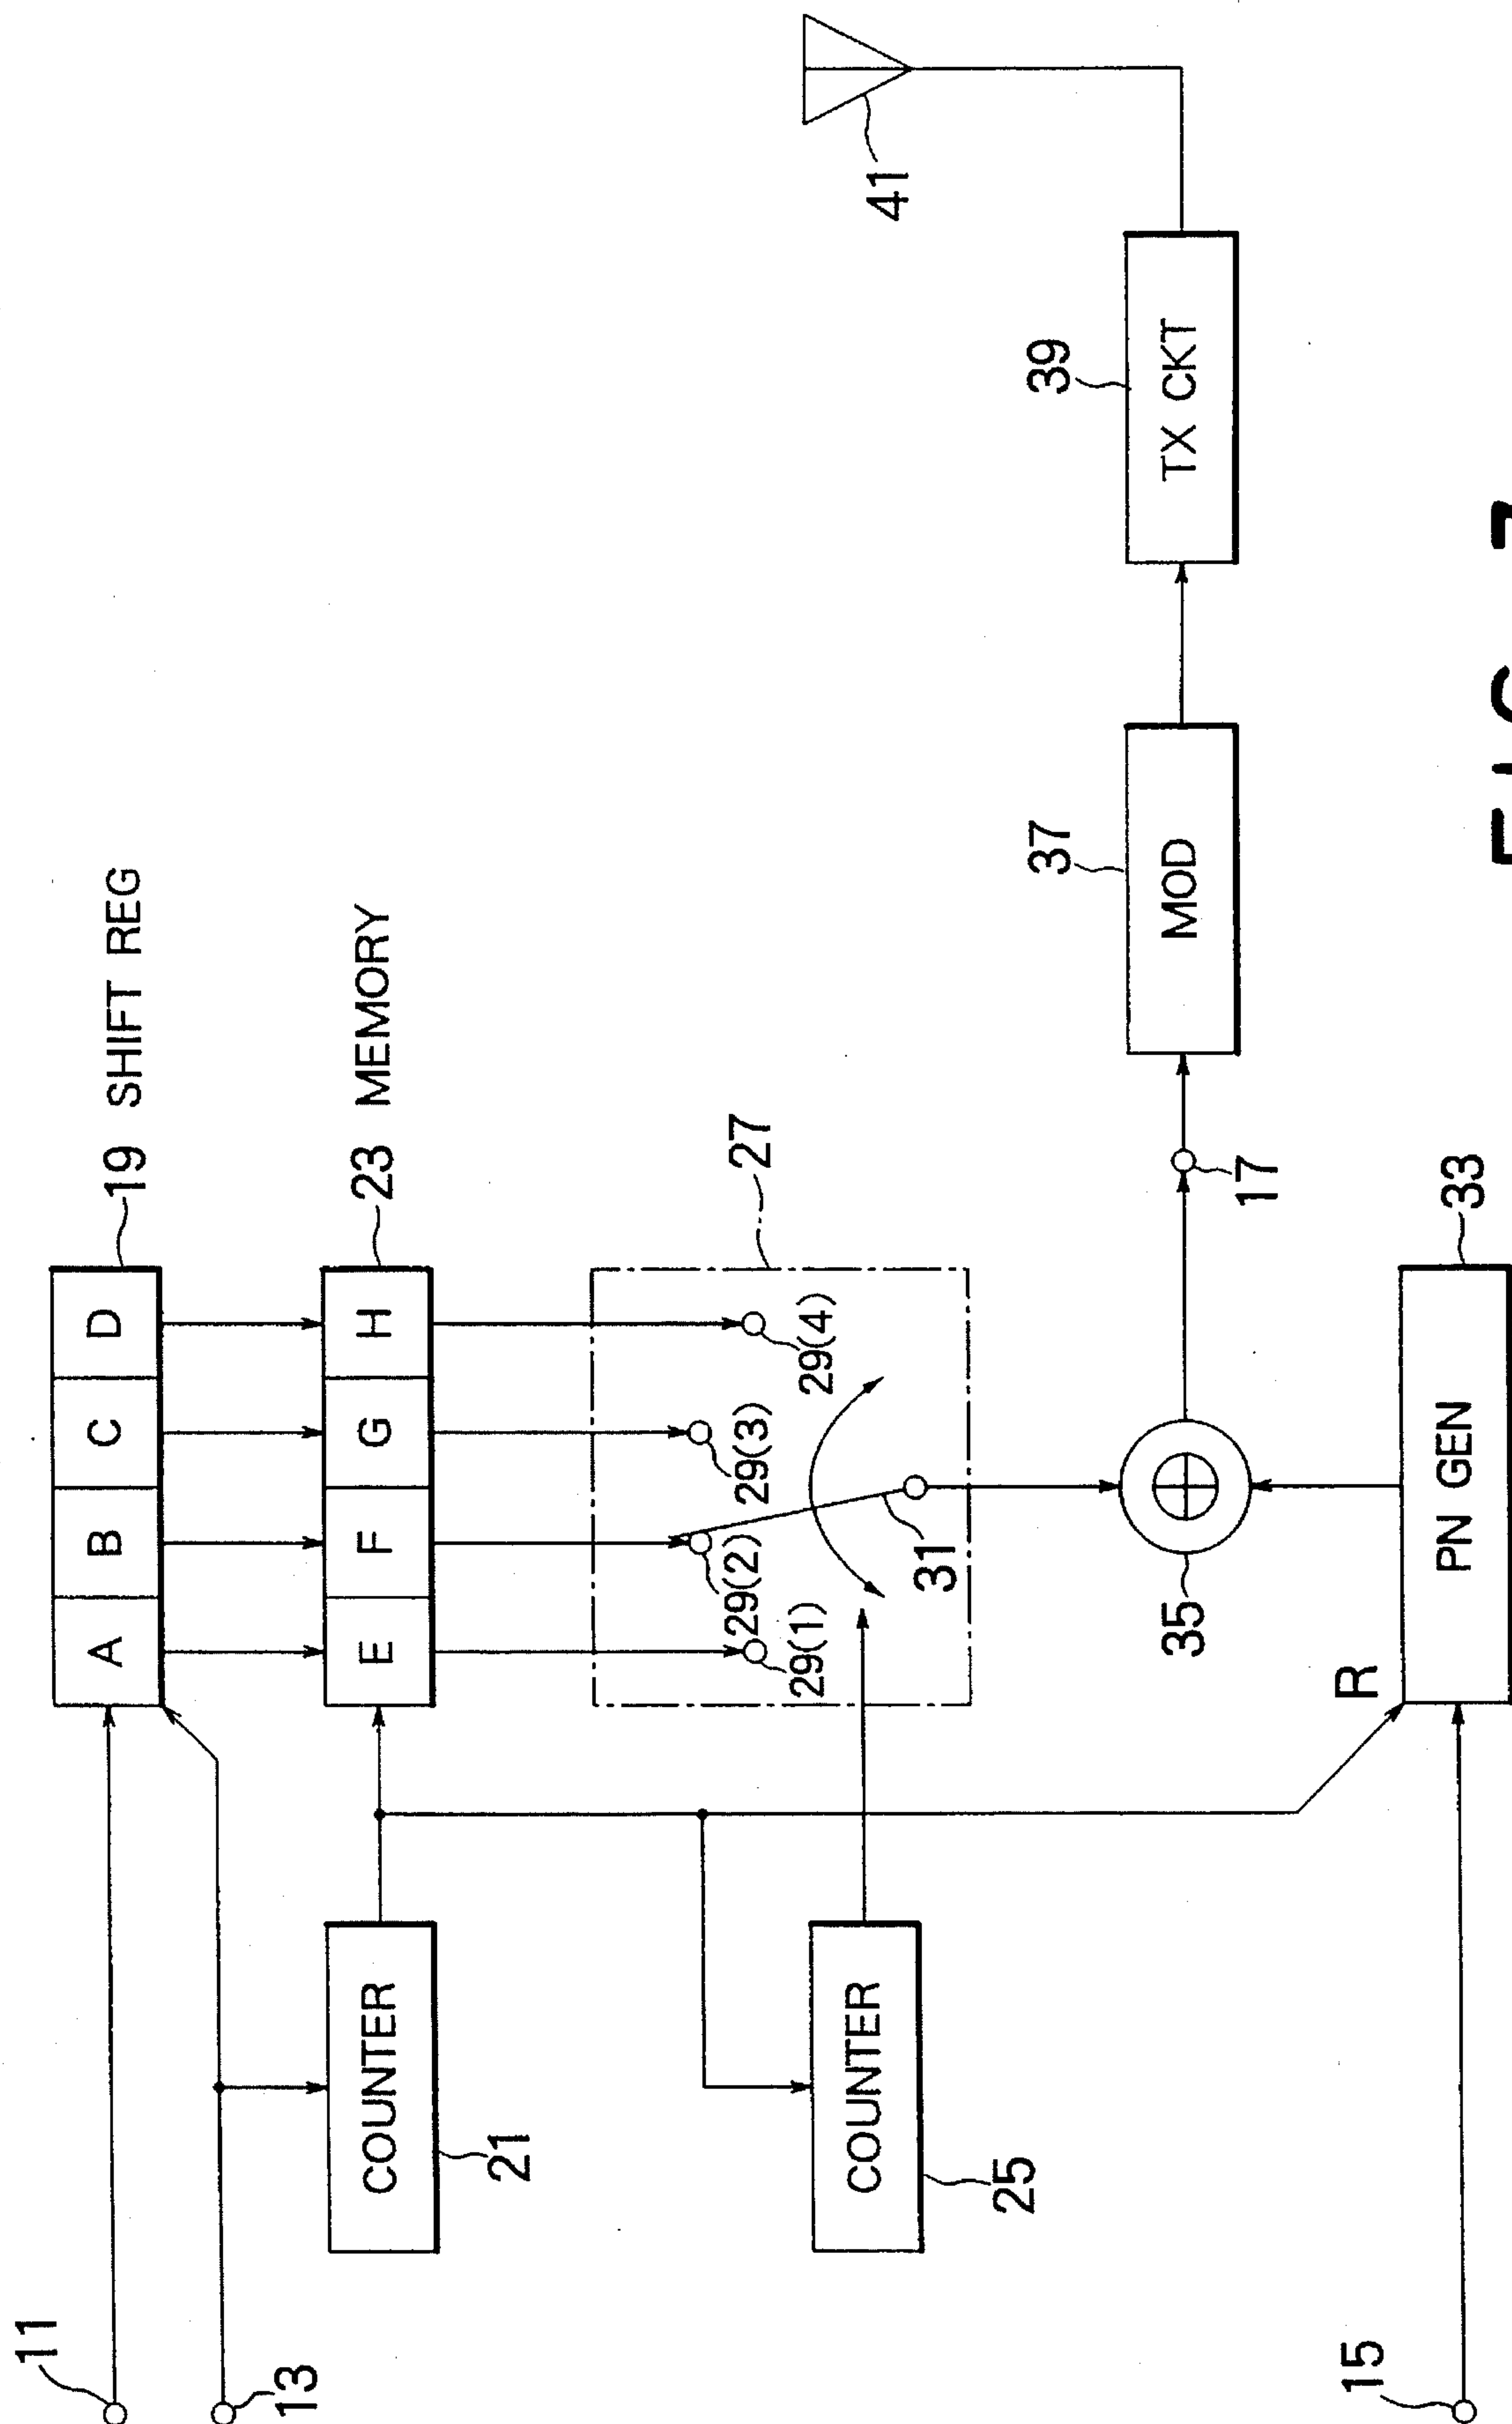 11
13
A B C D
19 SHIFT REG
COUNTER
21
E F G H
23 MEMORY
27
29(1)
29(2)
29(3)
29(4)
31
COUNTER
25
41
35
17
37
MOD
39
TX CKT
15
R
PN GEN
33